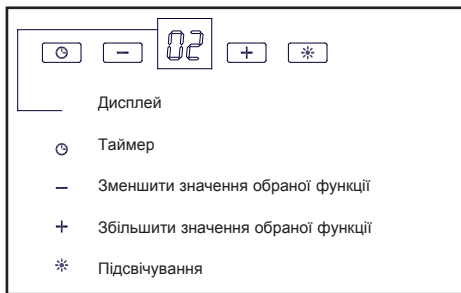 02
Дисплей
Таймер
– Зменшити значення обраної функції
+ Збільшити значення обраної функції
Підсвічування